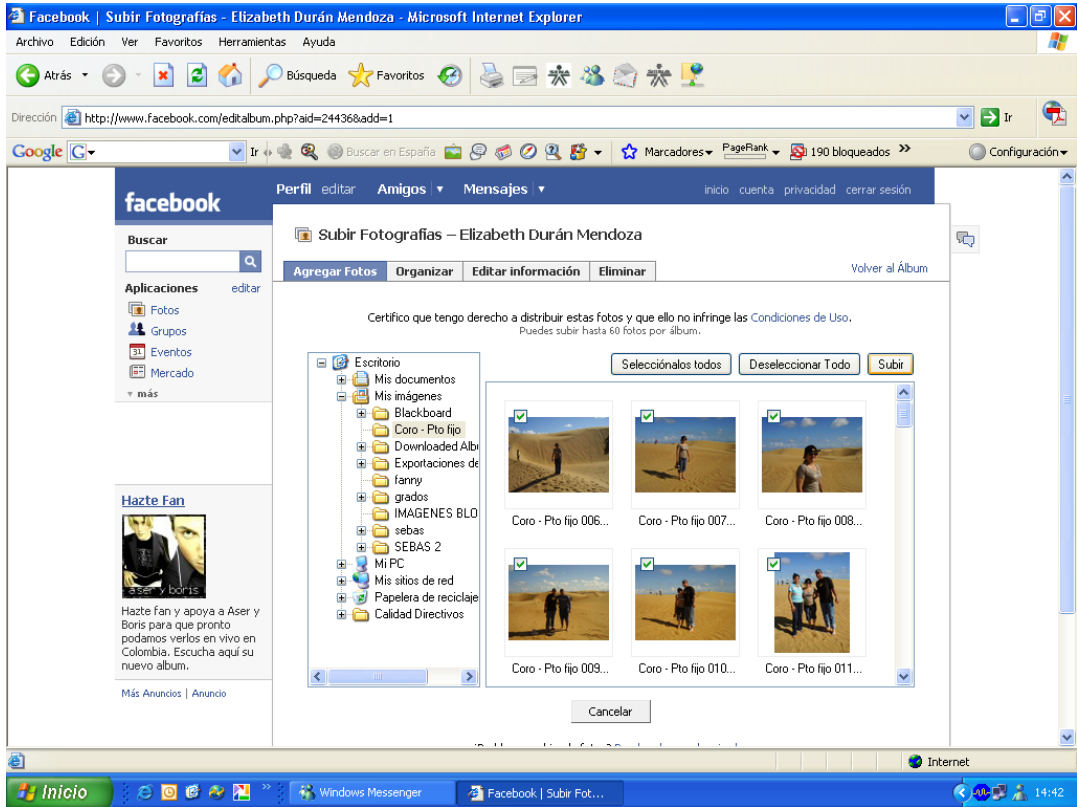 Facebook | Subir Fotografías - Elizabeth Durán Mendoza - Microsoft Internet Explorer
Archivo Edición Ver Favoritos Herramientas Ayuda
Atrás Búsqueda Favoritos
Dirección http://www.facebook.com/editalbum.php?aid=24436&add=1 Ir
Google G Ir Buscar en España Marcadores PageRank 190 bloqueados » Configuración
facebook
Perfil editar Amigos Mensajes inicio cuenta privacidad cerrar sesión
Buscar
Aplicaciones editar
Fotos
Grupos
31 Eventos
Mercado
más
Subir Fotografías – Elizabeth Durán Mendoza
Agregar Fotos Organizar Editar información Eliminar Volver al Álbum
Certifico que tengo derecho a distribuir estas fotos y que ello no infringe las Condiciones de Uso.
Puedes subir hasta 60 fotos por álbum.
Selecciónalos todos Deseleccionar Todo Subir
Escritorio
Mis documentos
Mis imágenes
Blackboard
Coro - Pto fijo
Downloaded Albu
Exportaciones de
fanny
grados
IMAGENES BLO
sebas
SEBAS 2
Mi PC
Mis sitios de red
Papelera de reciclaje
Calidad Directivos
Coro - Pto fijo 006... Coro - Pto fijo 007... Coro - Pto fijo 008...
Coro - Pto fijo 009... Coro - Pto fijo 010... Coro - Pto fijo 011...
Cancelar
Hazte Fan
aser y boris
Hazte fan y apoya a Aser y
Boris para que pronto
podamos verlos en vivo en
Colombia. Escucha aquí su
nuevo album.
Más Anuncios | Anuncio
Internet
Inicio » Windows Messenger Facebook | Subir Fot... 14:42